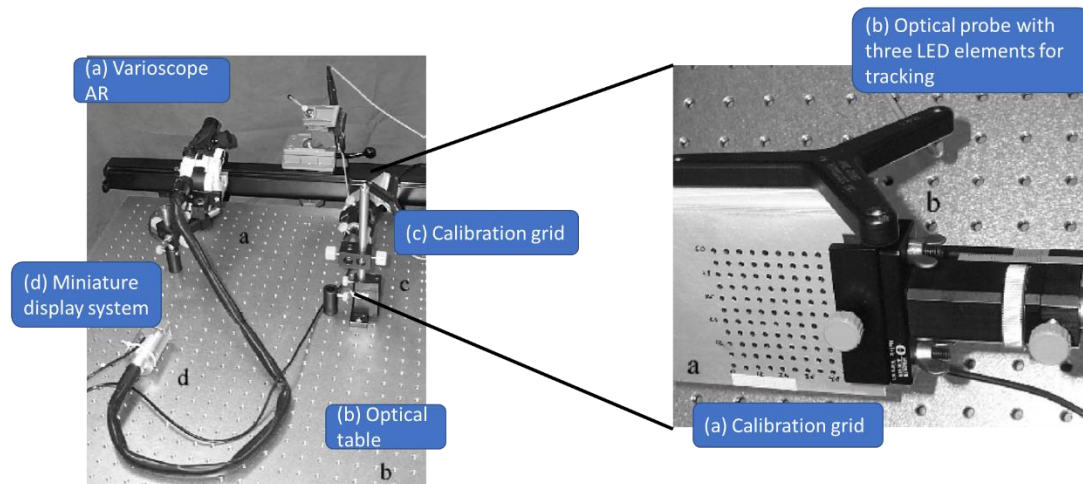 (a) Varioscope
AR
(b) Optical probe with
three LED elements for
tracking
a
(c) Calibration grid
c
(d) Miniature
display system
d
(b) Optical
table
b
b
a
(a) Calibration grid